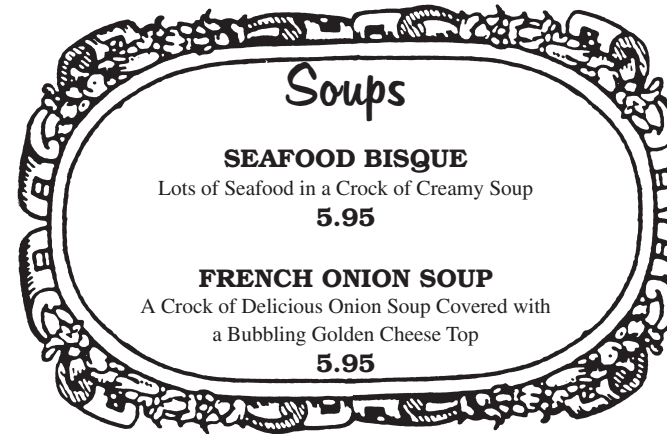 Soups
SEAFOOD BISQUE
Lots of Seafood in a Crock of Creamy Soup
5.95
FRENCH ONION SOUP
A Crock of Delicious Onion Soup Covered with
a Bubbling Golden Cheese Top
5.95